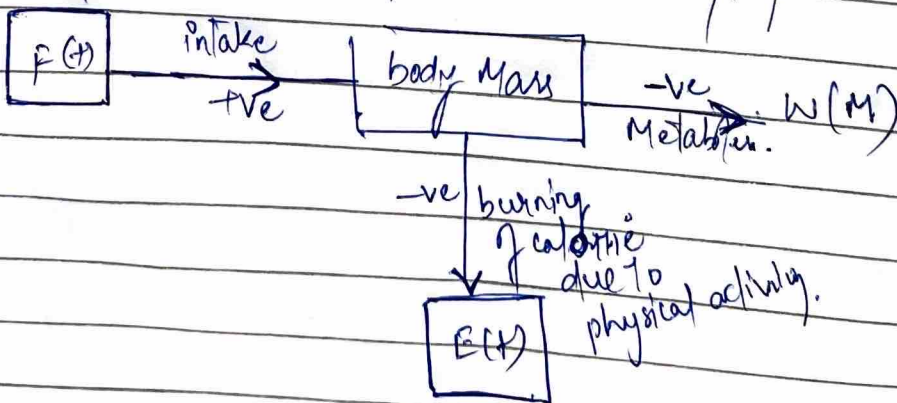 F(t)
intake
+ve
body Mass
-ve
Metabolism.
W(M)
-ve
burning
of calorie
due to
physical activity.
E(t)